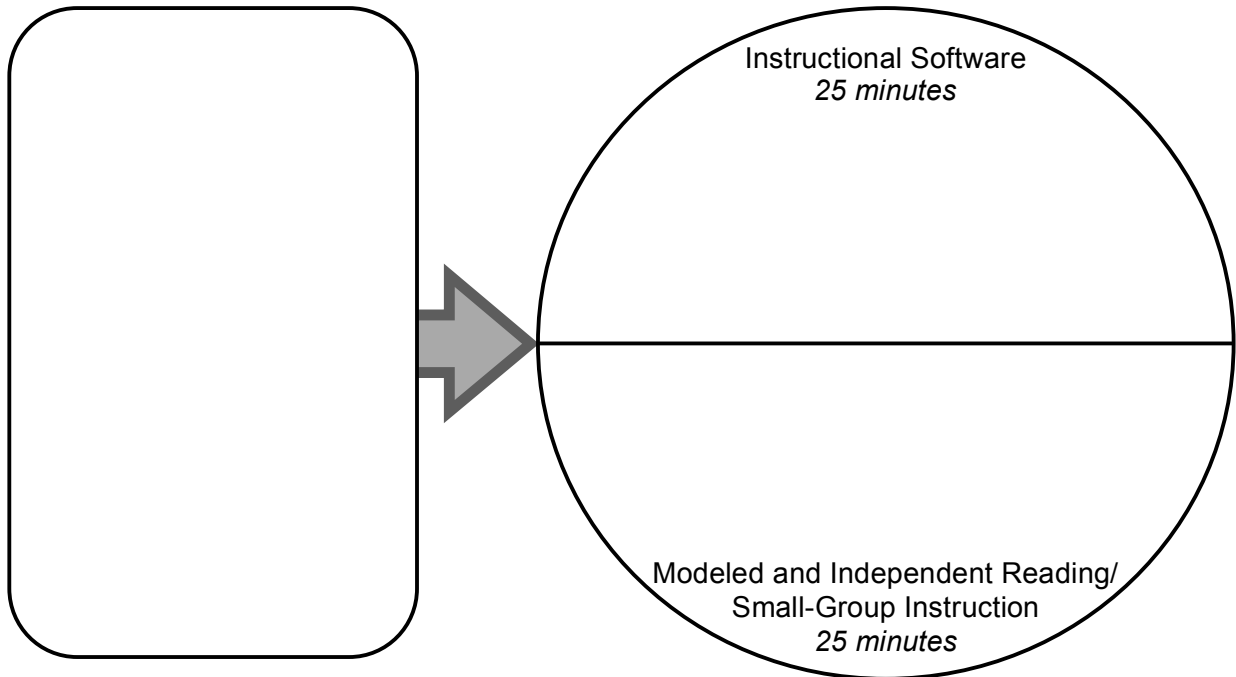 Instructional Software
25 minutes
Modeled and Independent Reading/
Small-Group Instruction
25 minutes